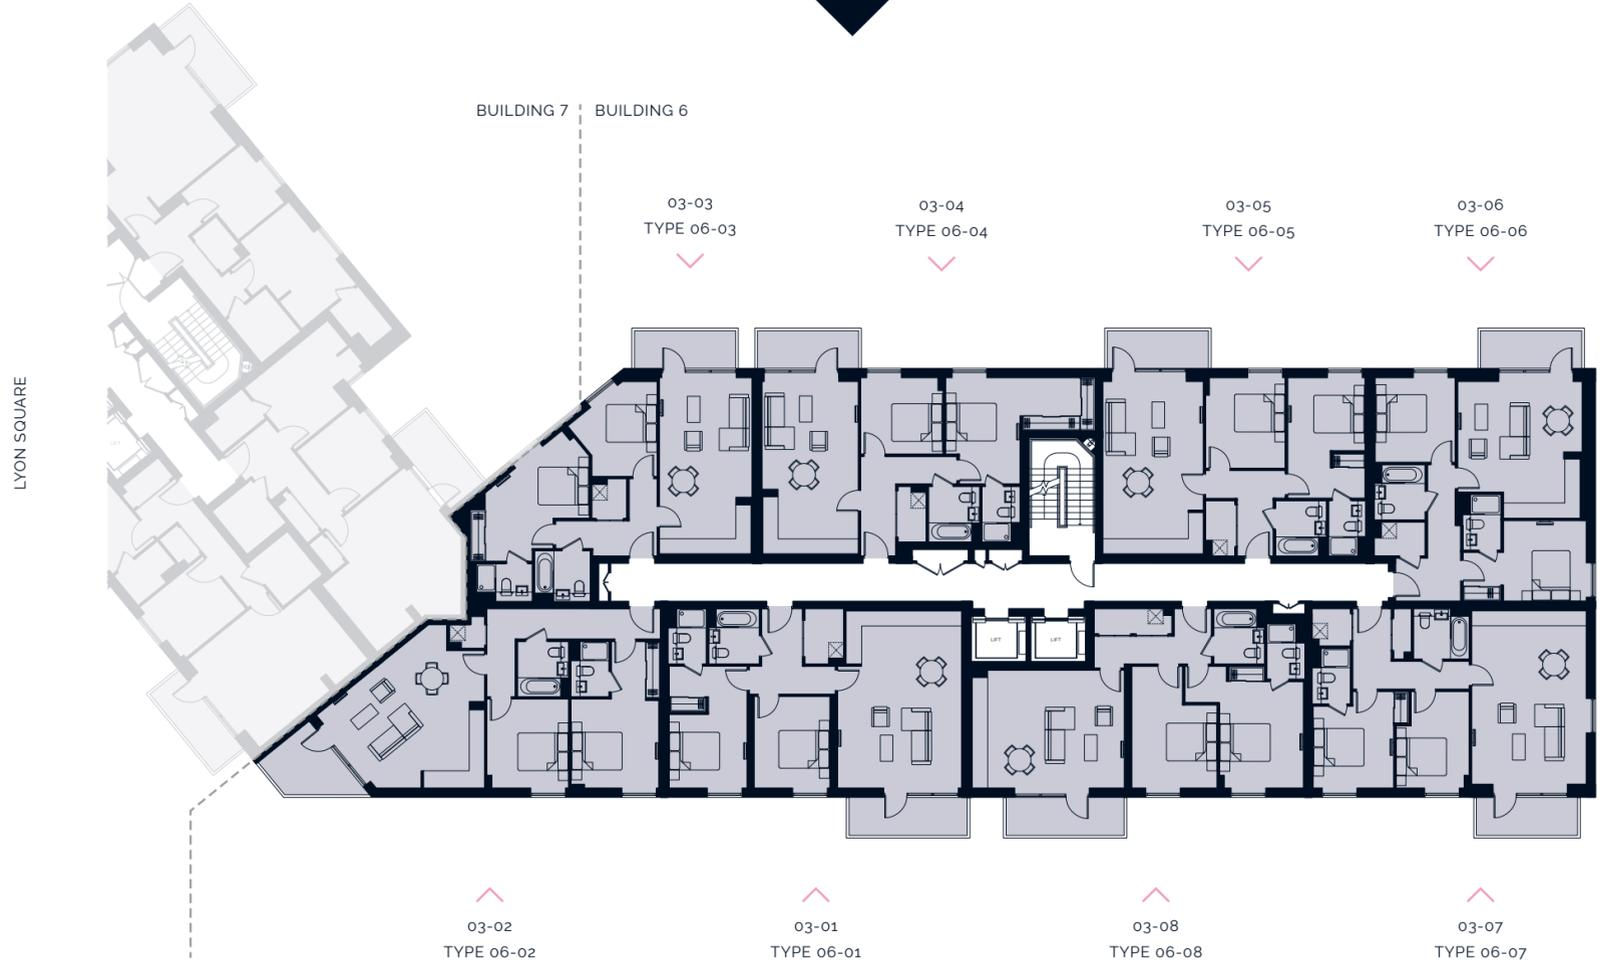 BUILDING 7
BUILDING 6
03-03
TYPE 06-03
03-04
TYPE 06-04
03-05
TYPE 06-05
03-06
TYPE 06-06
LYON SQUARE
LIFT
LIFT
LIFT
03-02
TYPE 06-02
03-01
TYPE 06-01
03-08
TYPE 06-08
03-07
TYPE 06-07